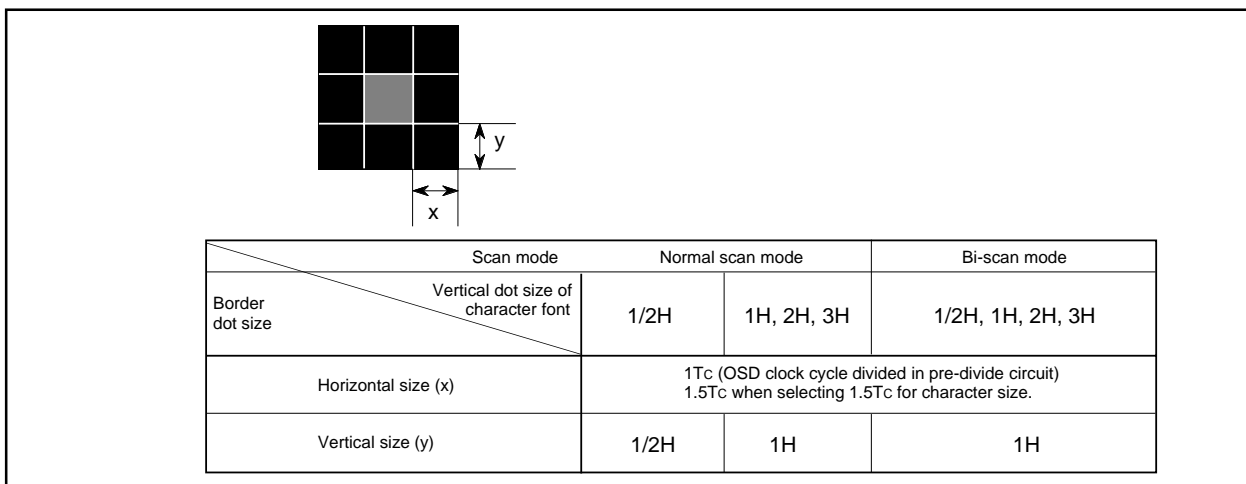 y
x
Scan mode Normal scan mode Bi-scan mode
Border
dot size
Vertical dot size of
character font
1/2H 1H, 2H, 3H 1/2H, 1H, 2H, 3H
Horizontal size (x)
1TC (OSD clock cycle divided in pre-divide circuit)
1.5TC when selecting 1.5TC for character size.
Vertical size (y) 1/2H 1H 1H